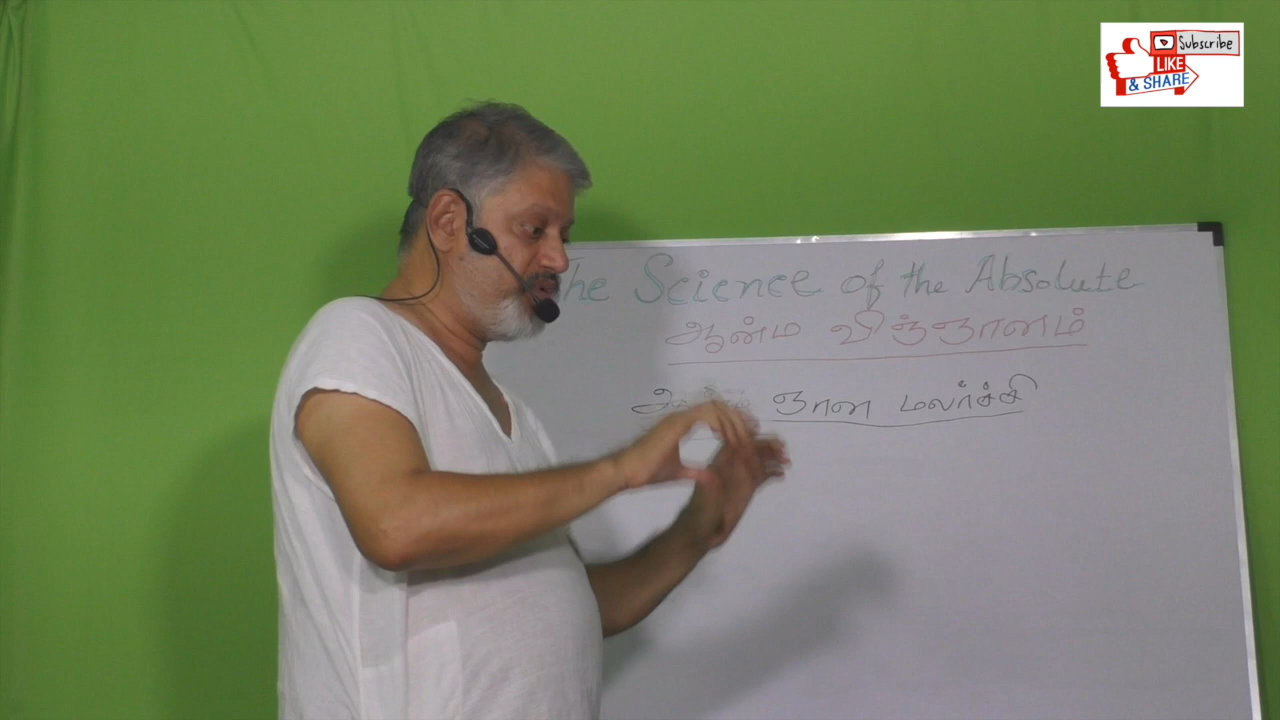 Subscribe
LIKE
& SHARE
The Science of the Absolute
ஆன்ம விஞ்ஞானம்
ஞான மலர்ச்சி